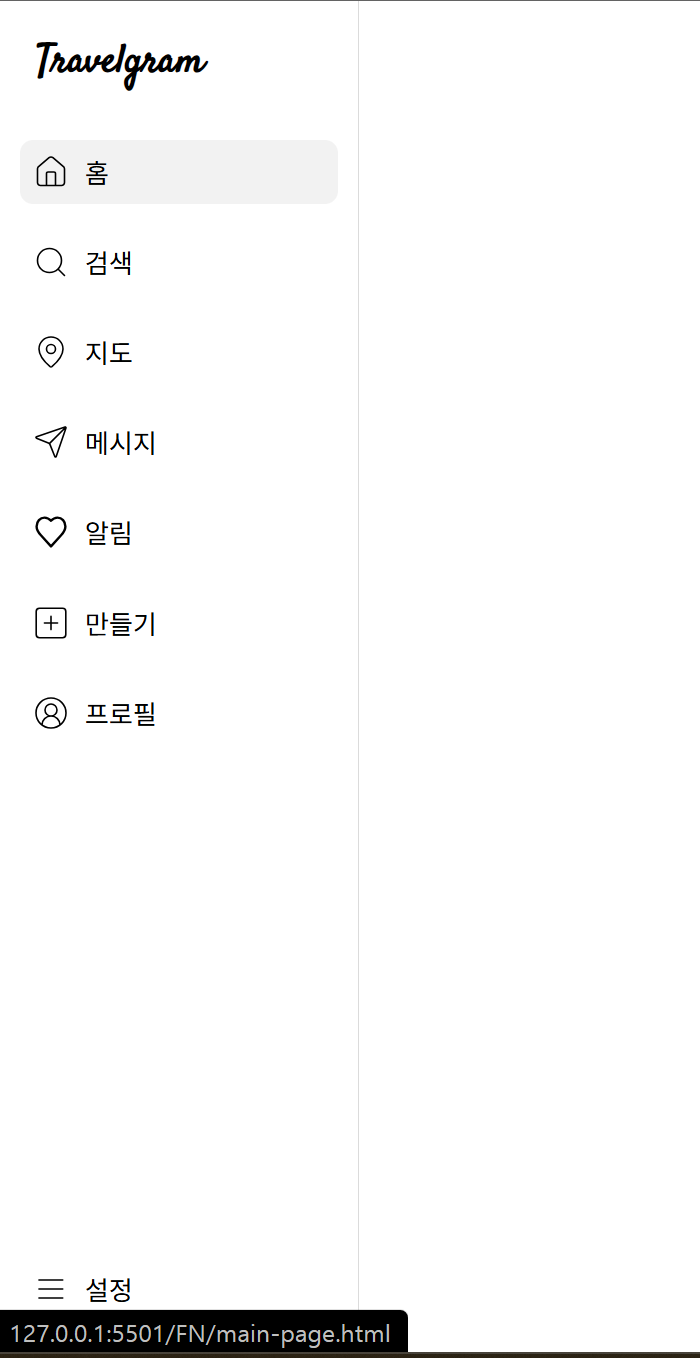 Travelgram
홈
검색
지도
메시지
알림
만들기
프로필
설정
127.0.0.1:5501/FN/main-page.html